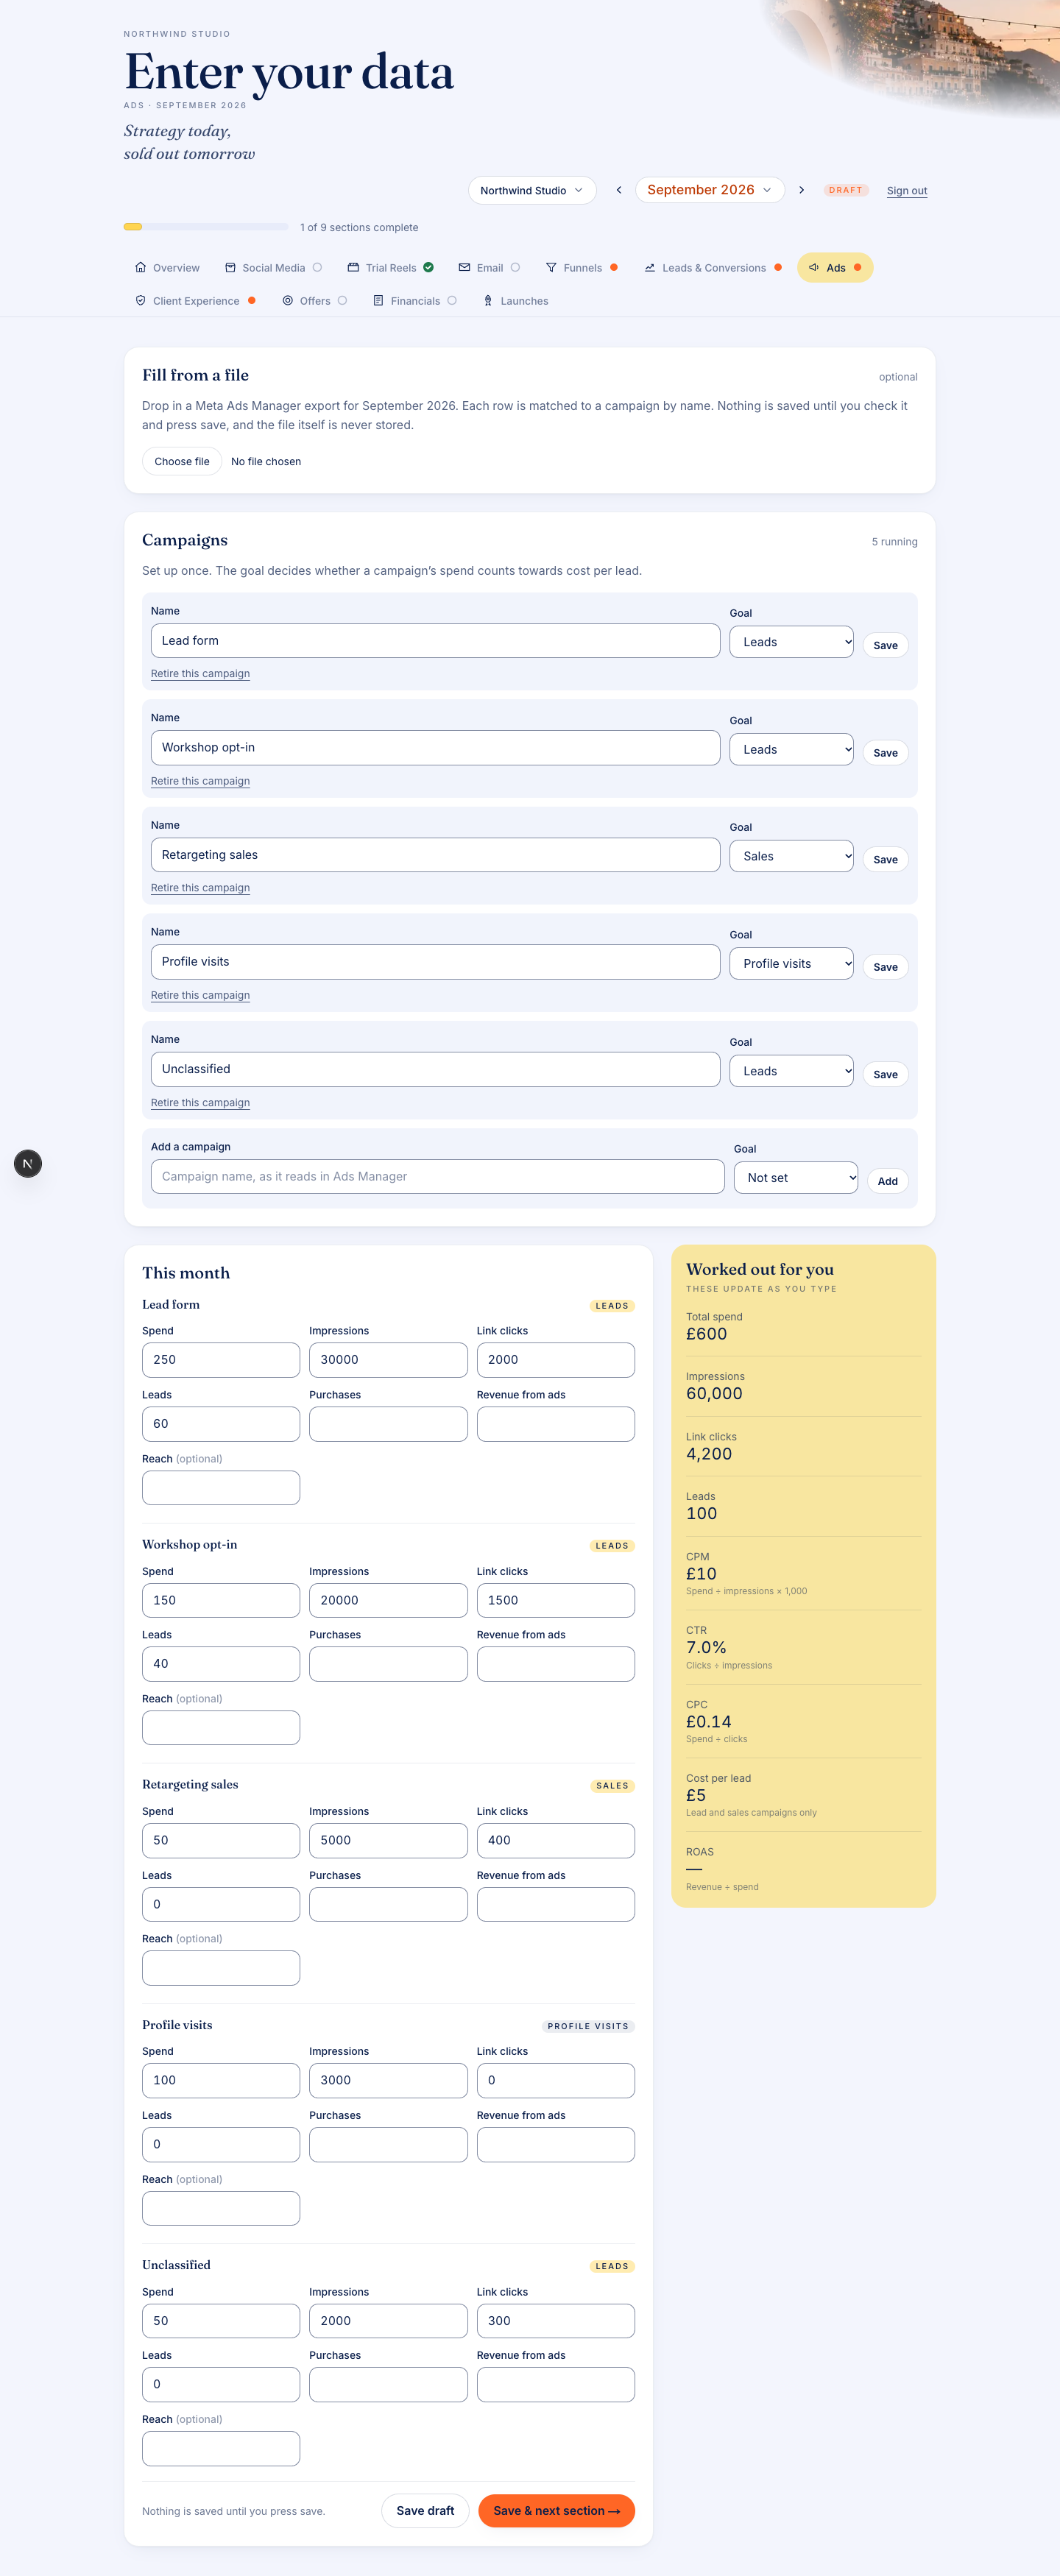 NORTHWIND STUDIO
Enter your data
ADS · SEPTEMBER 2026
Strategy today,
sold out tomorrow
Northwind Studio
September 2026
DRAFT
Sign out
1 of 9 sections complete
Overview
Social Media
Trial Reels
Email
Funnels
Leads & Conversions
Ads
Client Experience
Offers
Financials
Launches
Fill from a file
optional
Drop in a Meta Ads Manager export for September 2026. Each row is matched to a campaign by name. Nothing is saved until you check it
and press save, and the file itself is never stored.
Choose file
No file chosen
Campaigns
5 running
Set up once. The goal decides whether a campaign's spend counts towards cost per lead.
Name
Goal
Lead form
Leads
Save
Retire this campaign
Name
Goal
Workshop opt-in
Leads
Save
Retire this campaign
Name
Goal
Retargeting sales
Sales
Save
Retire this campaign
Name
Goal
Profile visits
Profile visits
Save
Retire this campaign
Name
Goal
Unclassified
Leads
Save
Retire this campaign
Add a campaign
Goal
Campaign name, as it reads in Ads Manager
Not set
Add
This month
Lead form
LEADS
Spend
Impressions
Link clicks
250
30000
2000
Leads
Purchases
Revenue from ads
60
Reach (optional)
Workshop opt-in
LEADS
Spend
Impressions
Link clicks
150
20000
1500
Leads
Purchases
Revenue from ads
40
Reach (optional)
Retargeting sales
SALES
Spend
Impressions
Link clicks
50
5000
400
Leads
Purchases
Revenue from ads
0
Reach (optional)
Profile visits
PROFILE VISITS
Spend
Impressions
Link clicks
100
3000
0
Leads
Purchases
Revenue from ads
0
Reach (optional)
Unclassified
LEADS
Spend
Impressions
Link clicks
50
2000
300
Leads
Purchases
Revenue from ads
0
Reach (optional)
Nothing is saved until you press save.
Save draft
Save & next section →
Worked out for you
THESE UPDATE AS YOU TYPE
Total spend
£600
Impressions
60,000
Link clicks
4,200
Leads
100
CPM
£10
Spend ÷ impressions × 1,000
CTR
7.0%
Clicks ÷ impressions
CPC
£0.14
Spend ÷ clicks
Cost per lead
£5
Lead and sales campaigns only
ROAS
—
Revenue ÷ spend
N